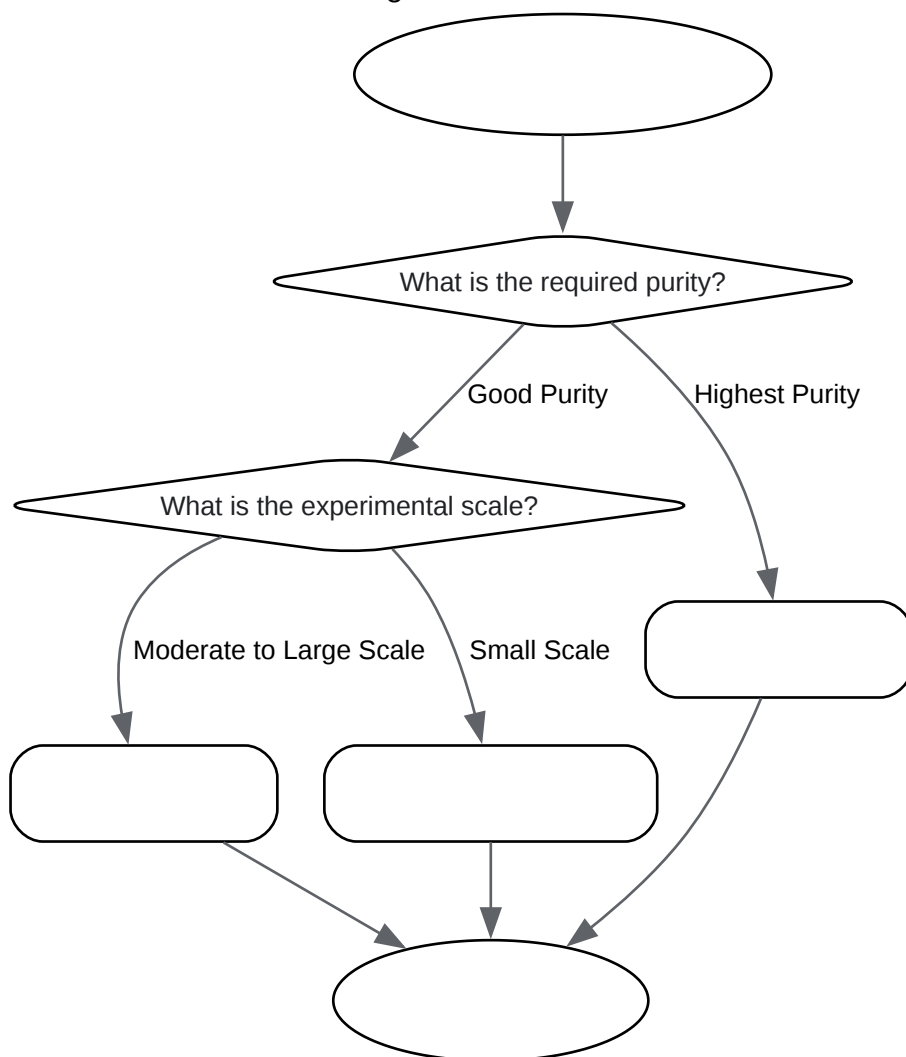 What is the required purity?
Good Purity
Highest Purity
What is the experimental scale?
Moderate to Large Scale
Small Scale